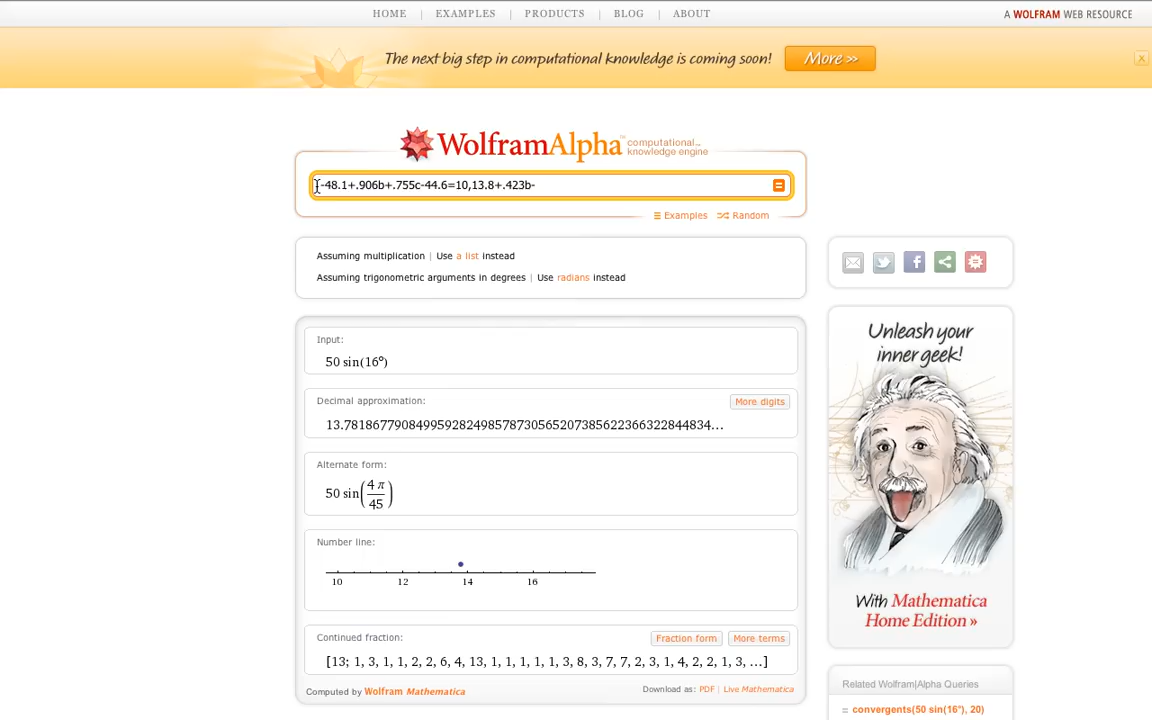 HOME | EXAMPLES | PRODUCTS | BLOG | ABOUT
A WOLFRAM WEB RESOURCE
The next big step in computational knowledge is coming soon! More >>
x
WolframAlpha™ computational... knowledge engine
-48.1+.906b+.755c-44.6=10,13.8+.423b-
=
Examples Random
Assuming multiplication | Use a list instead
Assuming trigonometric arguments in degrees | Use radians instead
Input:
50 sin(16°)
Decimal approximation:
More digits
13.7818677908499592824985787305652073856223663228448­34...
Alternate form:
50 sin(4 π/45)
Number line:
10 12 14 16
Continued fraction:
Fraction form More terms
[13; 1, 3, 1, 1, 2, 2, 6, 4, 13, 1, 1, 1, 1, 1, 3, 8, 3, 7, 7, 2, 3, 1, 4, 2, 2, 1, 3, ...]
Computed by Wolfram Mathematica
Download as: PDF | Live Mathematica
Unleash your
inner geek!
With Mathematica
Home Edition »
Related Wolfram|Alpha Queries
= convergents(50 sin(16°), 20)